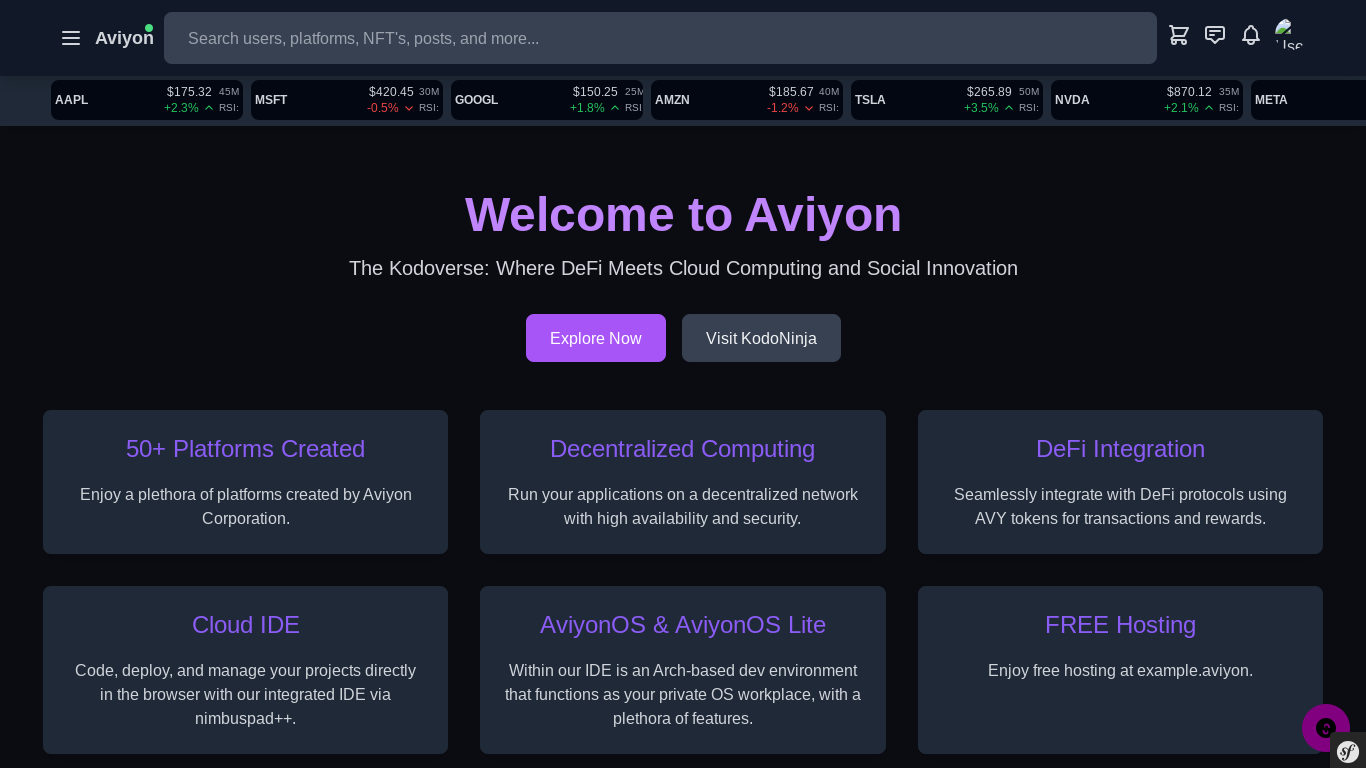 Aviyon
Search users, platforms, NFT's, posts, and more...
AAPL
$175.32 45M
+2.3% RSI:
MSFT
$420.45 30M
-0.5% RSI:
GOOGL
$150.25 25M
+1.8% RSI
AMZN
$185.67 40M
-1.2% RSI:
TSLA
$265.89 50M
+3.5% RSI:
NVDA
$870.12 35M
+2.1% RSI:
META
Welcome to Aviyon
The Kodoverse: Where DeFi Meets Cloud Computing and Social Innovation
Explore Now
Visit KodoNinja
50+ Platforms Created
Enjoy a plethora of platforms created by Aviyon
Corporation.
Decentralized Computing
Run your applications on a decentralized network
with high availability and security.
DeFi Integration
Seamlessly integrate with DeFi protocols using
AVY tokens for transactions and rewards.
Cloud IDE
Code, deploy, and manage your projects directly
in the browser with our integrated IDE via
nimbuspad++.
AviyonOS & AviyonOS Lite
Within our IDE is an Arch-based dev environment
that functions as your private OS workplace, with a
plethora of features.
FREE Hosting
Enjoy free hosting at example.aviyon.